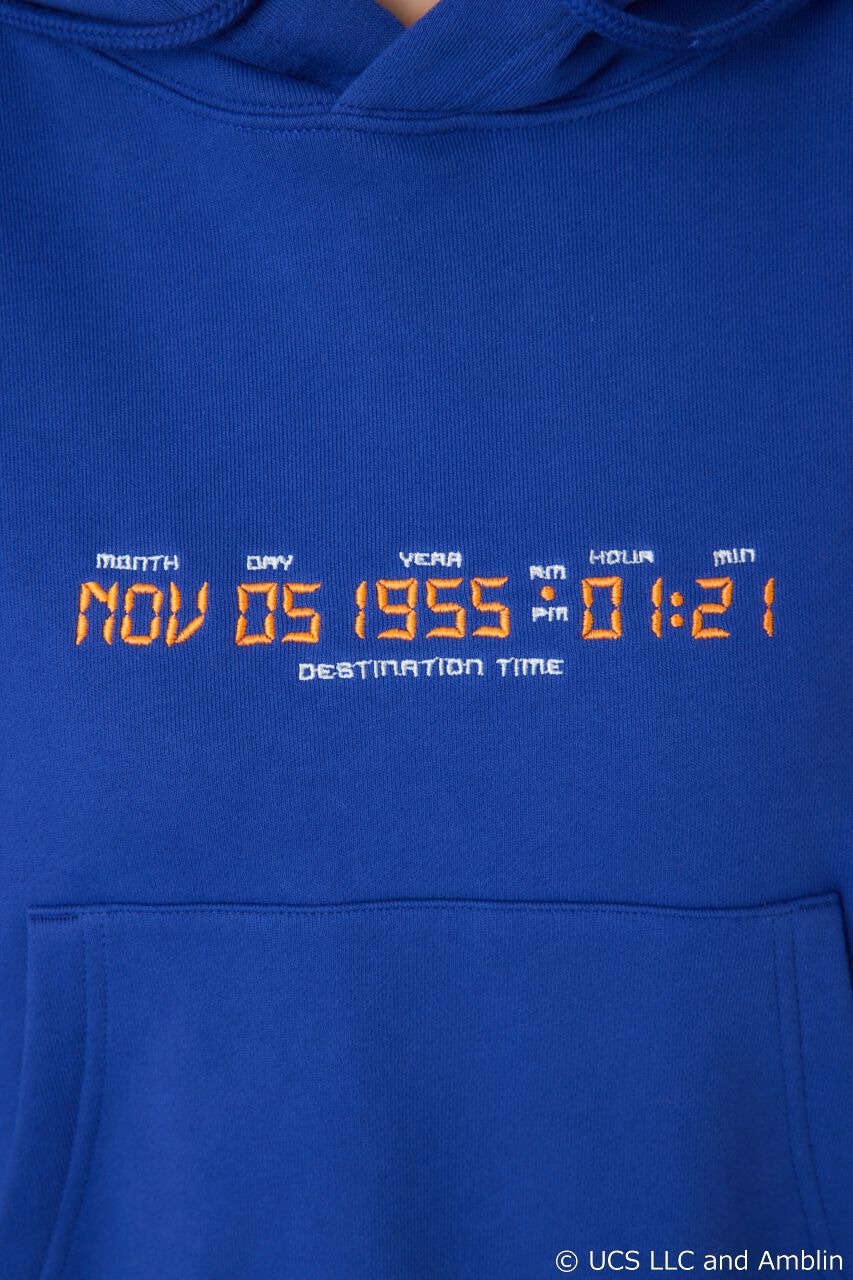 MONTH DAY YEAR AM HOUR MIN
NOV 05 1955 PM 01:21
DESTINATION TIME
© UCS LLC and Amblin